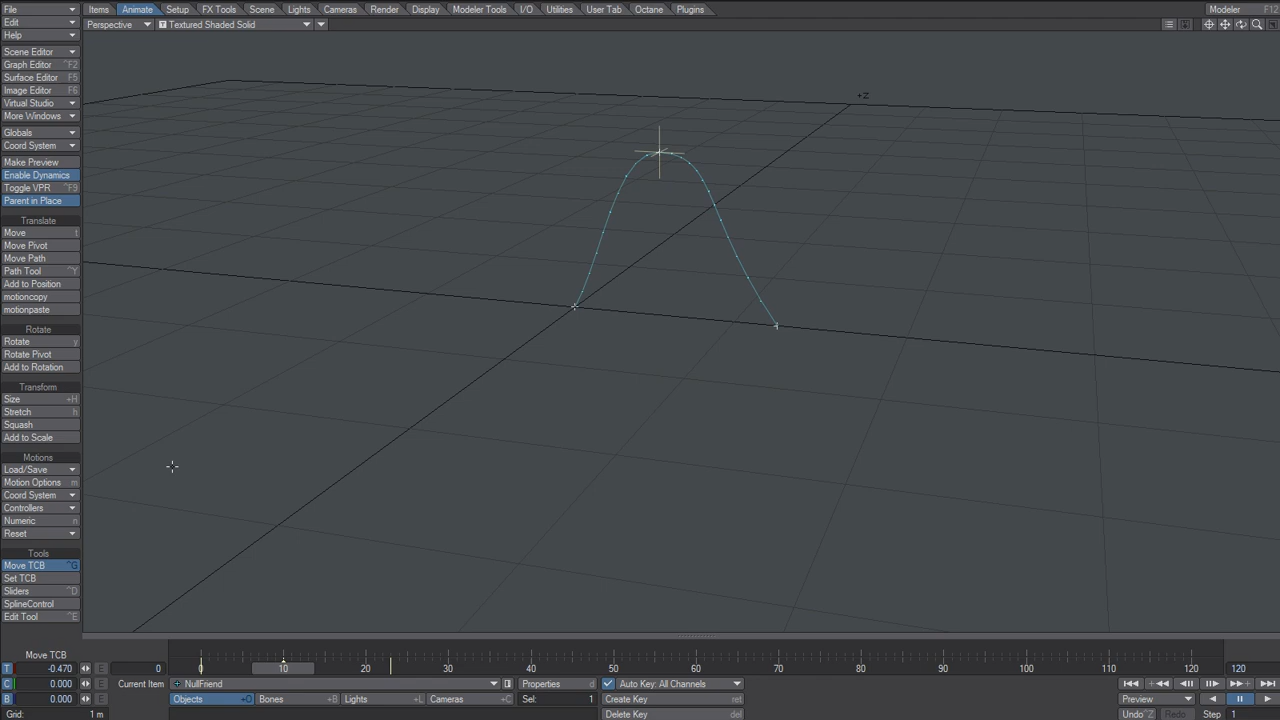 File Items Animate Setup FX Tools Scene Lights Cameras Render Display Modeler Tools I/O Utilities User Tab Octane Plugins Modeler F12
Edit Perspective T Textured Shaded Solid
Help
Scene Editor
Graph Editor ^F2
Surface Editor F5
Image Editor F6
Virtual Studio
More Windows
Globals
Coord System
Make Preview
Enable Dynamics
Toggle VPR ^F9
Parent in Place
Translate
Move t
Move Pivot
Move Path
Path Tool ^Y
Add to Position
motioncopy
motionpaste
Rotate
Rotate y
Rotate Pivot
Add to Rotation
Transform
Size +H
Stretch h
Squash
Add to Scale
Motions
Load/Save
Motion Options m
Coord System
Controllers
Numeric n
Reset
Tools
Move TCB ^G
Set TCB
Sliders ^D
SplineControl
Edit Tool ^E
+Z
Move TCB
T -0.470 E 0 0 10 20 30 40 50 60 70 80 90 100 110 120 120
C 0.000 E Current Item + NullFriend Properties d Auto Key: All Channels
B 0.000 E Objects +O Bones +B Lights +L Cameras +C Sel: 1 Create Key ret Preview
Grid: 1 m Delete Key del Undo^Z Redo Step 1